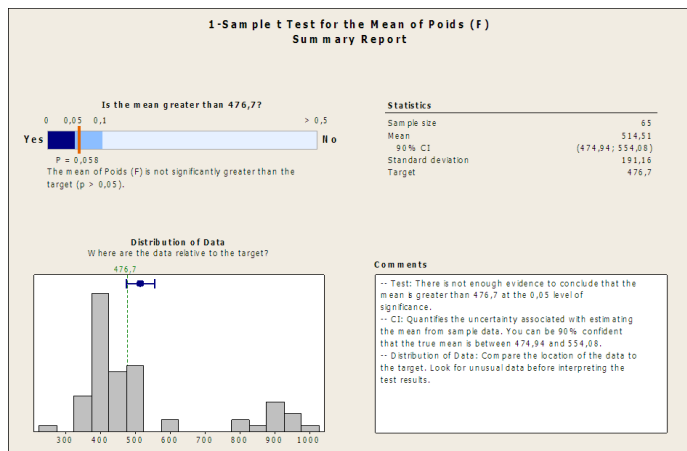 1-Sample t Test for the Mean of Poids (F)
Summary Report
Is the mean greater than 476,7?
0 0,05 0,1 > 0,5
Yes No
P = 0,058
The mean of Poids (F) is not significantly greater than the
target (p > 0,05).
Statistics
Sample size 65
Mean 514,51
90% CI (474,94; 554,08)
Standard deviation 191,16
Target 476,7
Distribution of Data
Where are the data relative to the target?
476,7
300 400 500 600 700 800 900 1000
Comments
-- Test: There is not enough evidence to conclude that the
mean is greater than 476,7 at the 0,05 level of
significance.
-- CI: Quantifies the uncertainty associated with estimating
the mean from sample data. You can be 90% confident
that the true mean is between 474,94 and 554,08.
-- Distribution of Data: Compare the location of the data to
the target. Look for unusual data before interpreting the
test results.